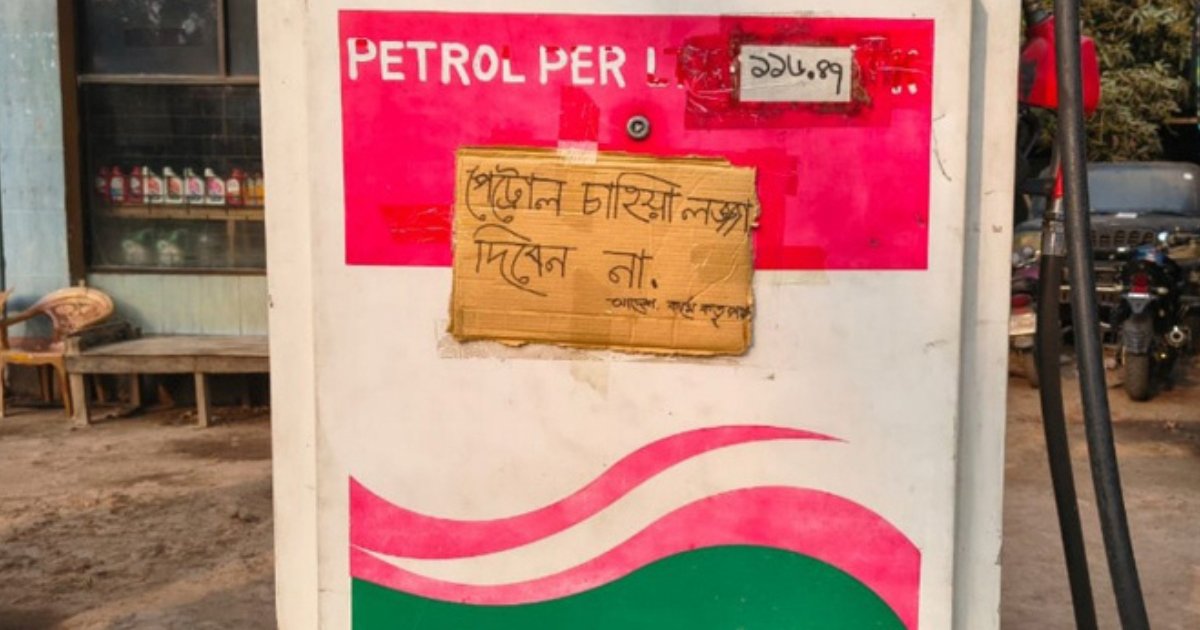 PETROL PER L
১১৬.৪৭
পেট্রোল চাহিয়া লজ্জা
দিবেন না.